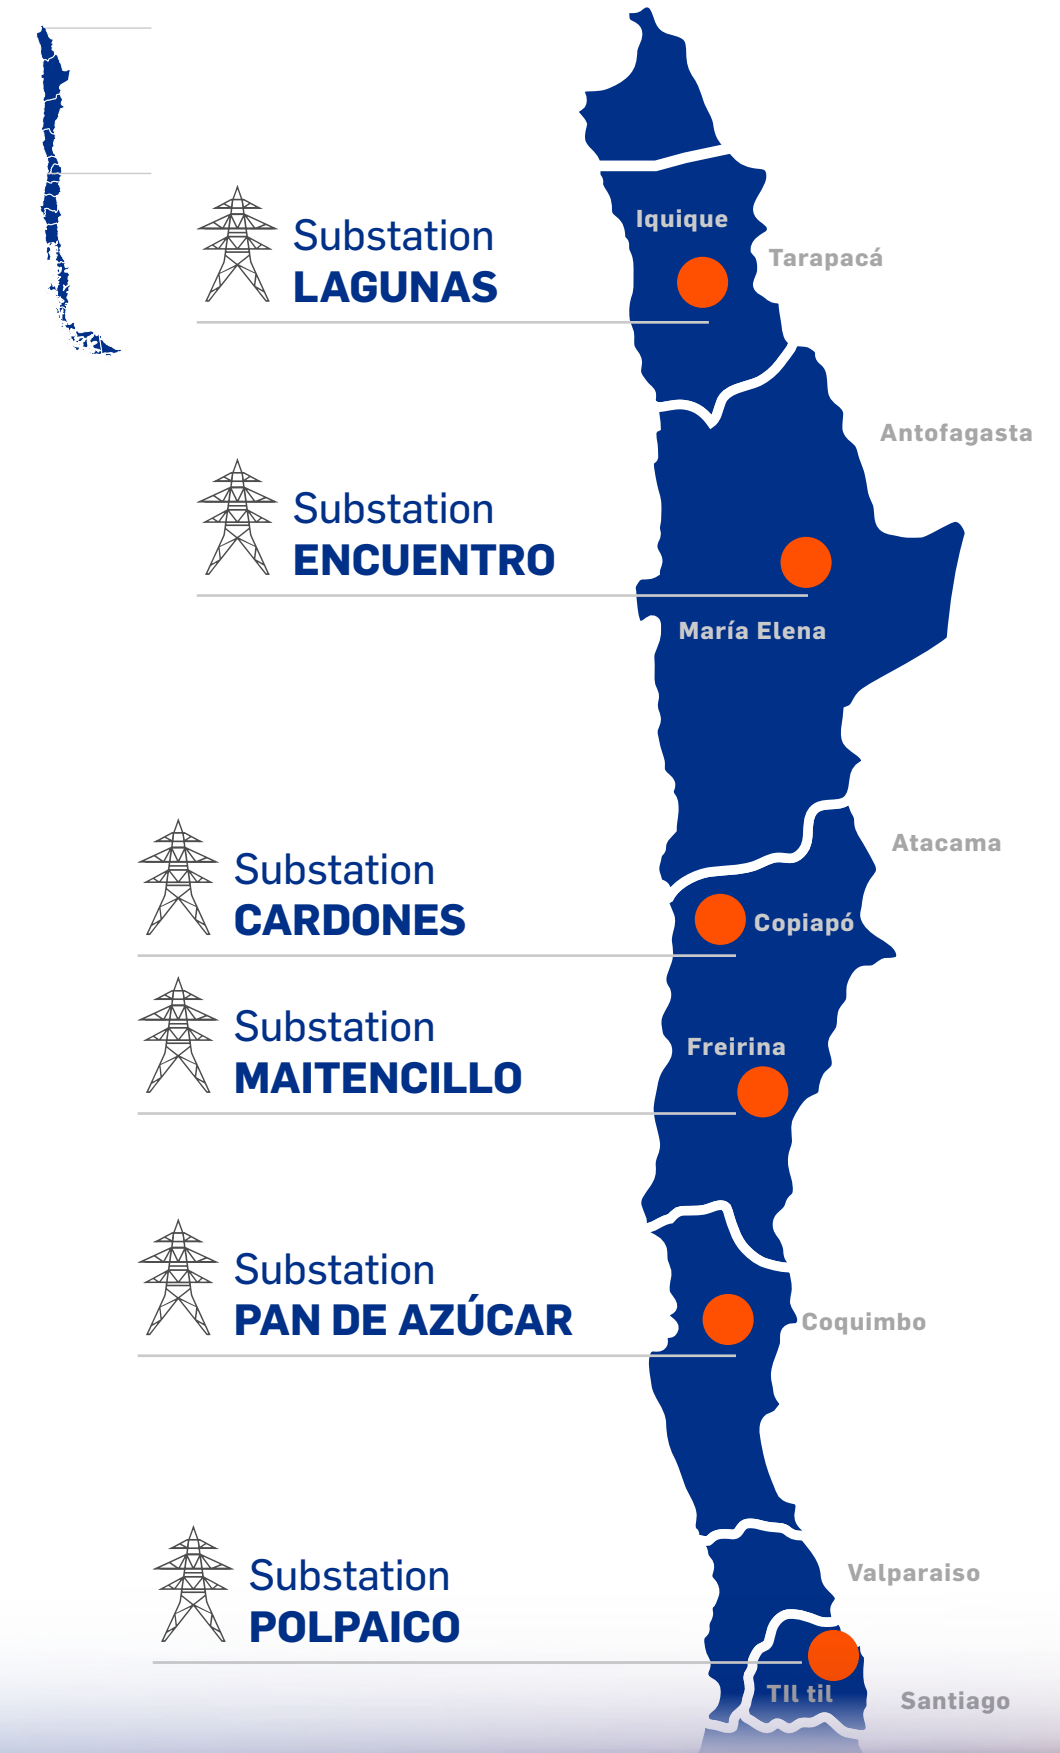 Iquique
Tarapacá
Substation
LAGUNAS
Antofagasta
Substation
ENCUENTRO
María Elena
Atacama
Substation
CARDONES
Copiapó
Substation
MAITENCILLO
Freirina
Substation
PAN DE AZÚCAR
Coquimbo
Valparaiso
Substation
POLPAICO
TIl til
Santiago